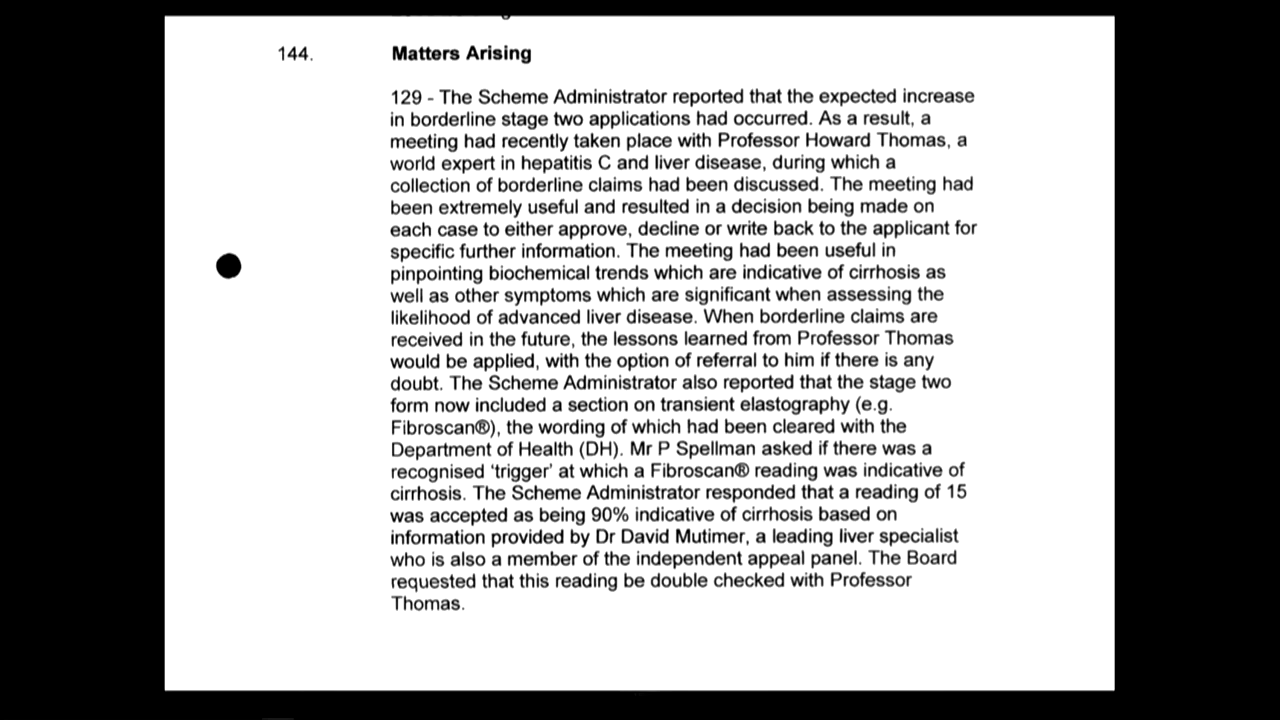 144. Matters Arising
129 - The Scheme Administrator reported that the expected increase
in borderline stage two applications had occurred. As a result, a
meeting had recently taken place with Professor Howard Thomas, a
world expert in hepatitis C and liver disease, during which a
collection of borderline claims had been discussed. The meeting had
been extremely useful and resulted in a decision being made on
each case to either approve, decline or write back to the applicant for
specific further information. The meeting had been useful in
pinpointing biochemical trends which are indicative of cirrhosis as
well as other symptoms which are significant when assessing the
likelihood of advanced liver disease. When borderline claims are
received in the future, the lessons learned from Professor Thomas
would be applied, with the option of referral to him if there is any
doubt. The Scheme Administrator also reported that the stage two
form now included a section on transient elastography (e.g.
Fibroscan®), the wording of which had been cleared with the
Department of Health (DH). Mr P Spellman asked if there was a
recognised 'trigger' at which a Fibroscan® reading was indicative of
cirrhosis. The Scheme Administrator responded that a reading of 15
was accepted as being 90% indicative of cirrhosis based on
information provided by Dr David Mutimer, a leading liver specialist
who is also a member of the independent appeal panel. The Board
requested that this reading be double checked with Professor
Thomas.